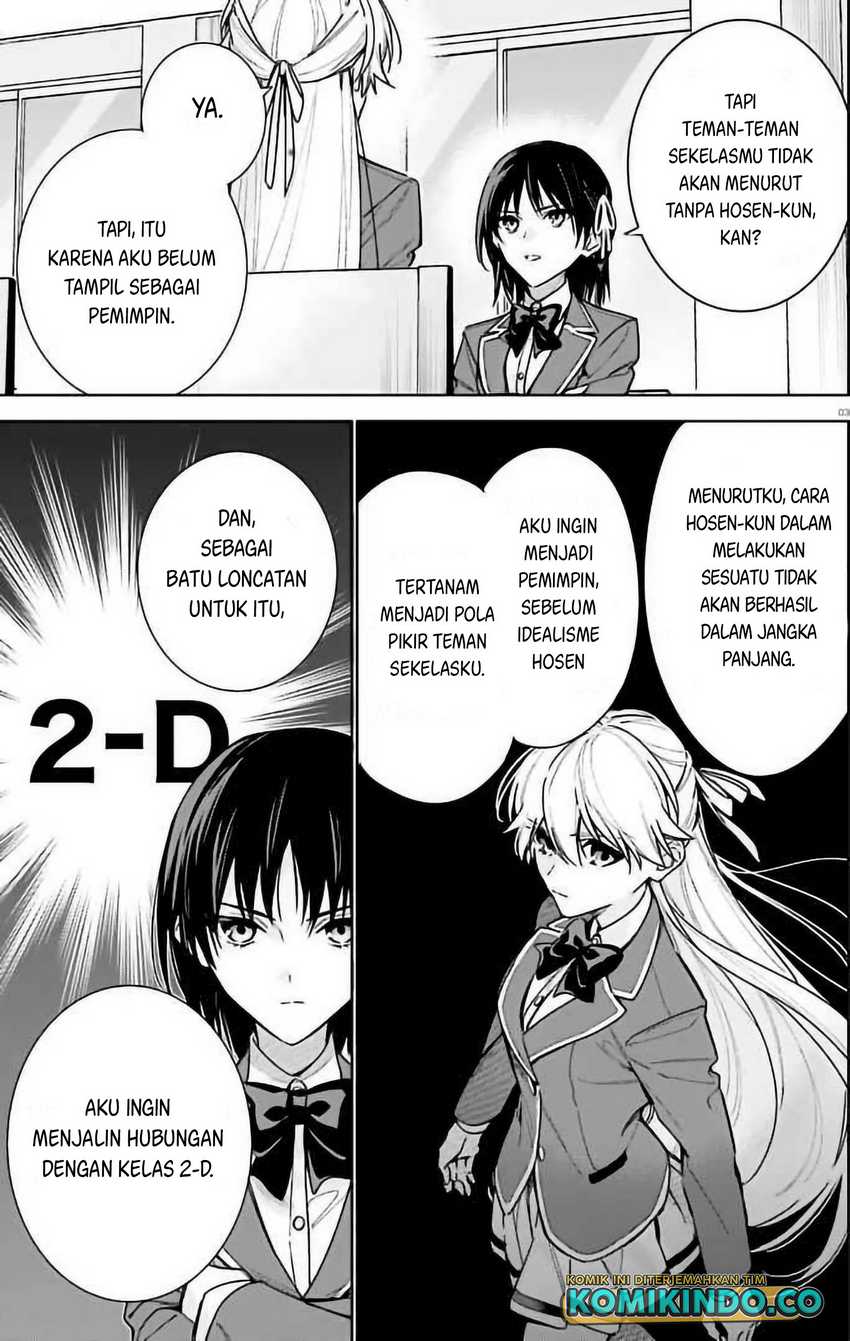 TAPI
TEMAN-TEMAN
SEKELASMU TIDAK
AKAN MENURUT
TANPA HOSEN-KUN,
KAN?
YA.
TAPI, ITU
KARENA AKU BELUM
TAMPIL SEBAGAI
PEMIMPIN.
MENURUTKU, CARA
HOSEN-KUN DALAM
MELAKUKAN
SESUATU TIDAK
AKAN BERHASIL
DALAM JANGKA
PANJANG.
AKU INGIN
MENJADI
PEMIMPIN,
SEBELUM
IDEALISME
HOSEN
TERTANAM
MENJADI POLA
PIKIR TEMAN
SEKELASKU.
DAN,
SEBAGAI
BATU LONCATAN
UNTUK ITU,
2-D
AKU INGIN
MENJALIN HUBUNGAN
DENGAN KELAS 2-D.
KOMIK INI DITERJEMAHKAN TIM
KOMIKINDO.CO